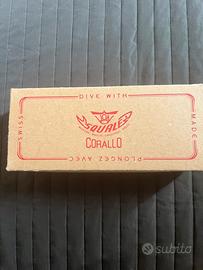 DIVE WITH
SWISS
SQUALE
CORALLO
MADE
PLONGEZ AVEC
subito